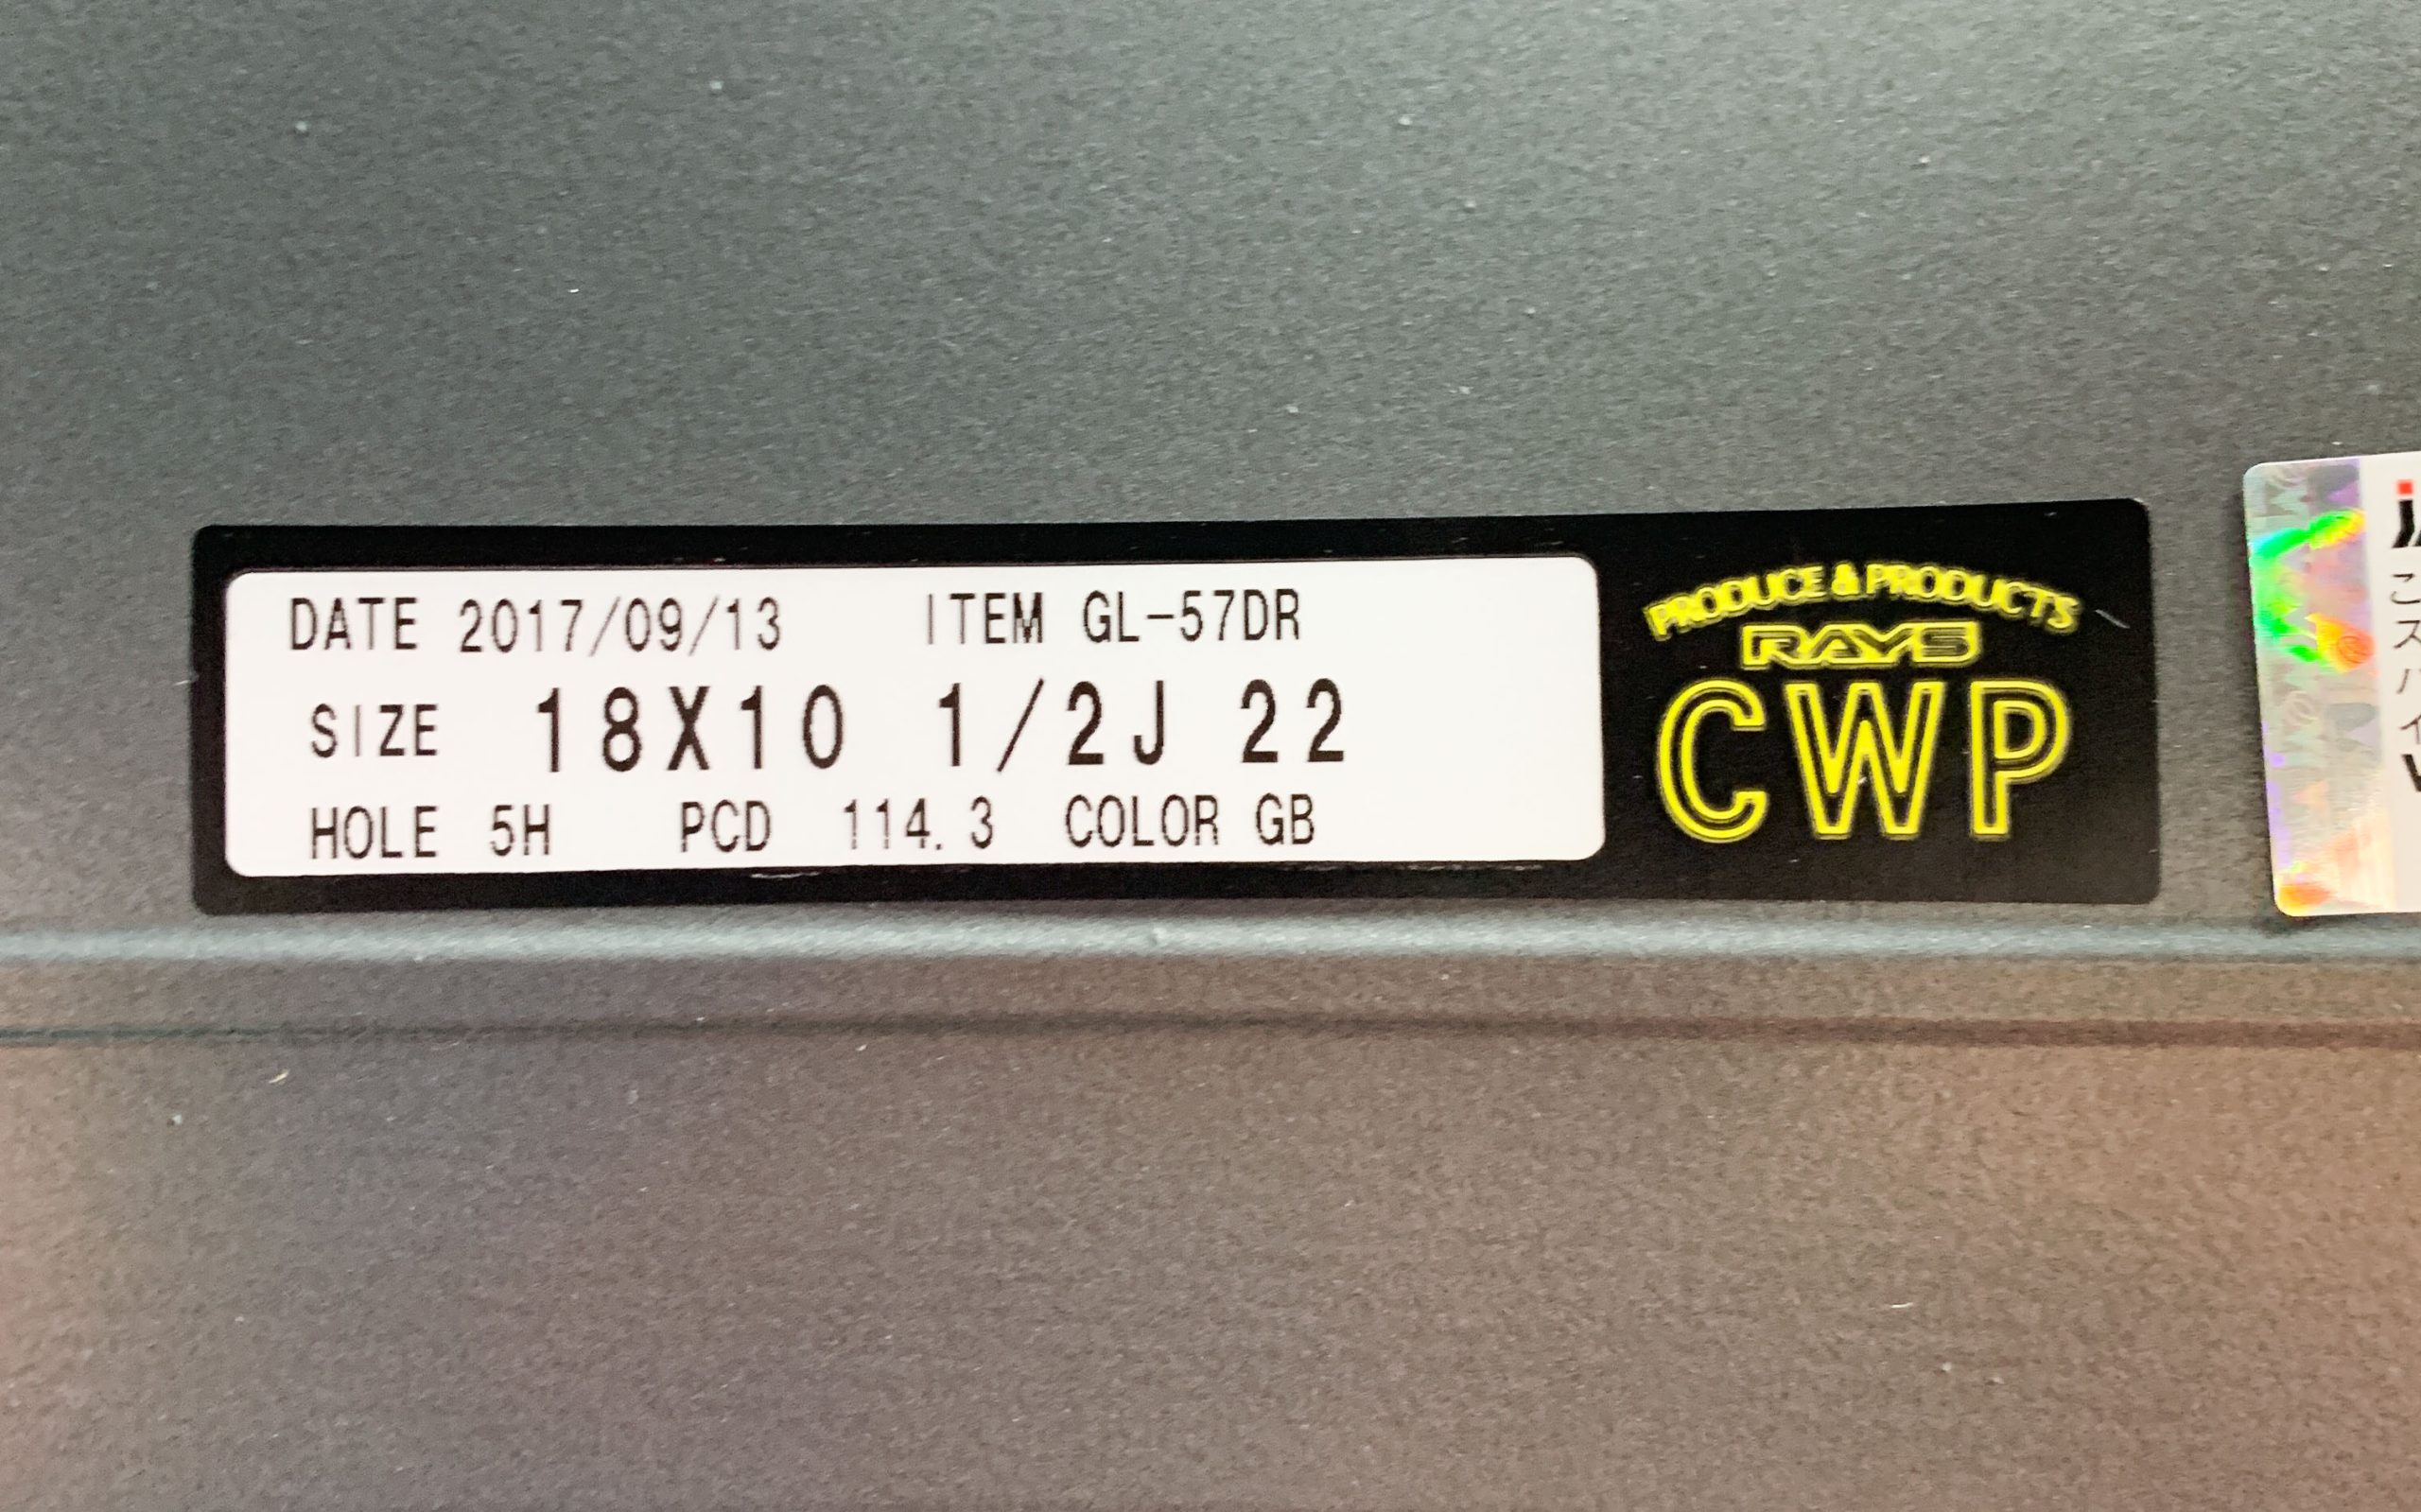 DATE 2017/09/13 ITEM GL-57DR
SIZE 18X10 1/2J 22
HOLE 5H PCD 114.3 COLOR GB
PRODUCE & PRODUCTS
RAYS
CWP